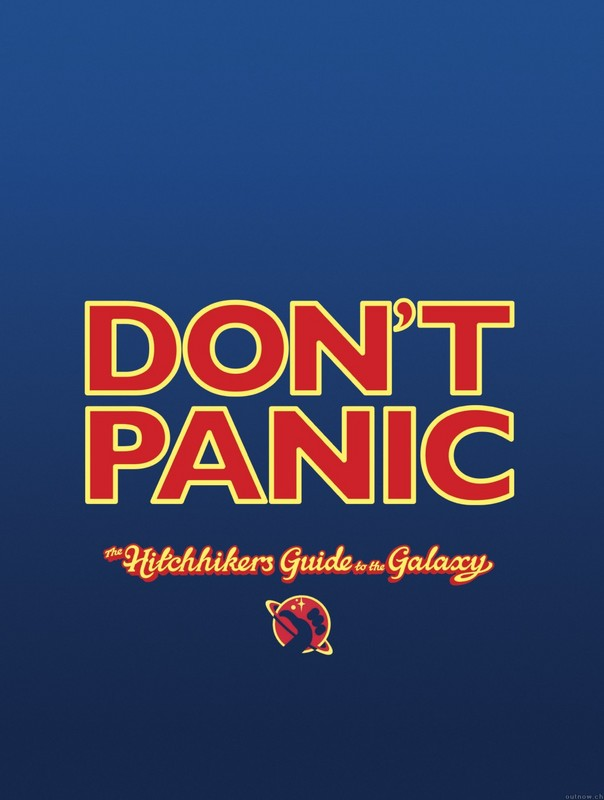 DON'T
PANIC
The Hitchhikers Guide to the Galaxy
outnow.ch